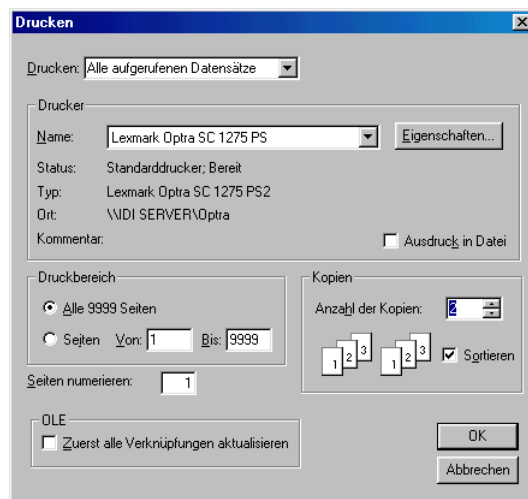 Drucken
Drucken: Alle aufgerufenen Datensätze
Drucker
Name: Lexmark Optra SC 1275 PS Eigenschaften...
Status: Standarddrucker; Bereit
Typ: Lexmark Optra SC 1275 PS2
Ort: \\IDI SERVER\Optra
Kommentar: Ausdruck in Datei
Druckbereich
Alle 9999 Seiten
Seiten Von: 1 Bis: 9999
Kopien
Anzahl der Kopien: 2
1 2 3 1 2 3 Sortieren
Seiten numerieren: 1
OLE
Zuerst alle Verknüpfungen aktualisieren
OK
Abbrechen